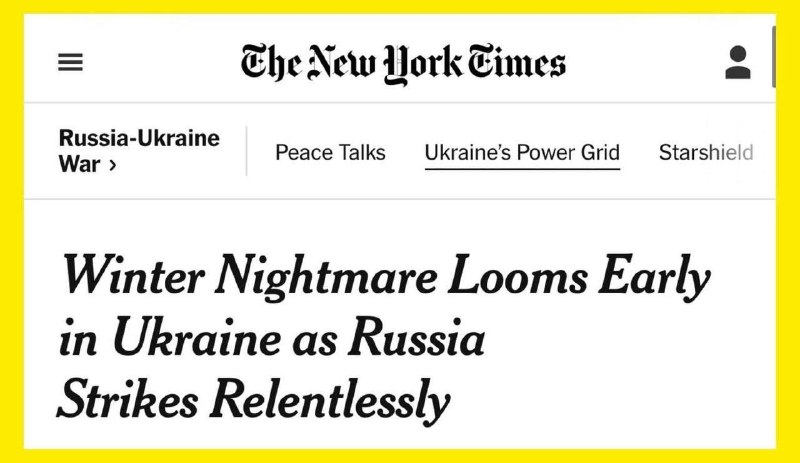 The New York Times
Russia-Ukraine
War ›
Peace Talks
Ukraine's Power Grid
Starshield
Winter Nightmare Looms Early
in Ukraine as Russia
Strikes Relentlessly